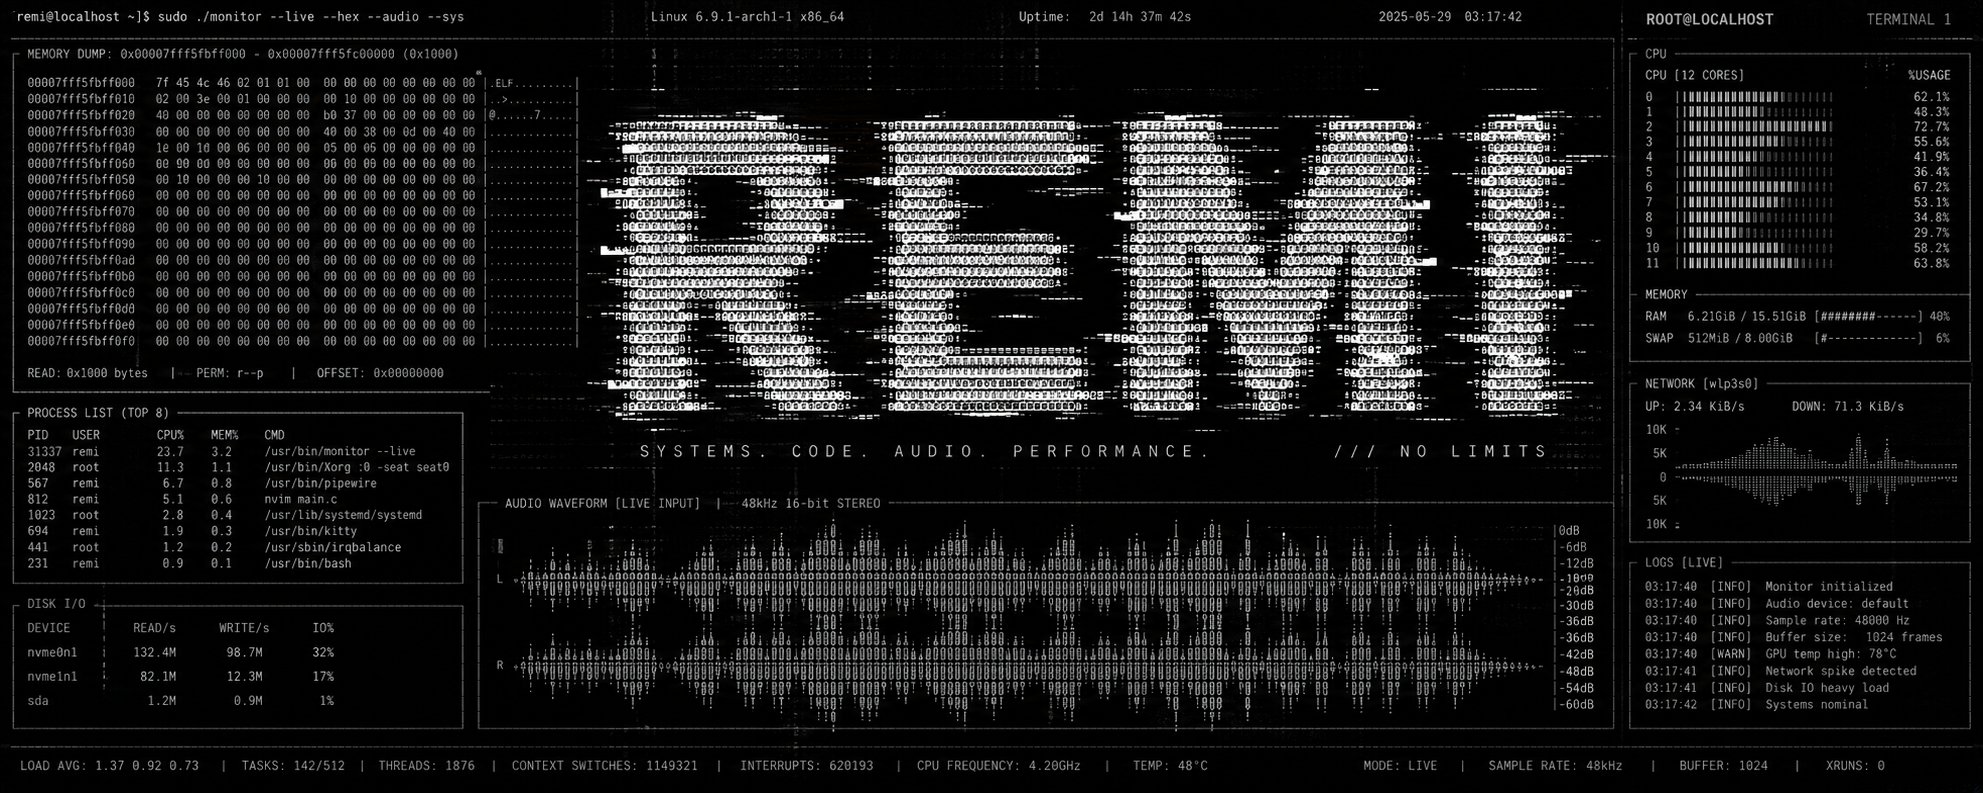 remi@localhost ~]$ sudo ./monitor --live --hex --audio --sys
Linux 6.9.1-arch1-1 x86_64
Uptime: 2d 14h 37m 42s
2025-05-29 03:17:42
ROOT@LOCALHOST
TERMINAL 1
MEMORY DUMP: 0x00007fff5fbff000 - 0x00007fff5fc00000 (0x1000)
00007fff5fbff000 7f 45 4c 46 02 01 01 00 00 00 00 00 00 00 00 00 |.ELF.........|
00007fff5fbff010 02 00 3e 00 01 00 00 00 00 10 00 00 00 00 00 00 |..>..........|
00007fff5fbff020 40 00 00 00 00 00 00 00 b0 37 00 00 00 00 00 00 |@......7.....|
00007fff5fbff030 00 00 00 00 00 00 00 00 40 00 38 00 0d 00 40 00 |.............|
00007fff5fbff040 1e 00 1d 00 06 00 00 00 05 00 05 00 00 00 00 00 |.............|
00007fff5fbff050 00 00 0d 00 00 00 00 00 06 00 00 00 00 00 00 00 |.............|
00007fff5fbff050 00 10 00 00 00 10 00 00 00 00 00 00 00 00 00 00 |.............|
00007fff5fbff060 00 00 00 00 00 00 00 00 00 00 00 00 00 00 00 00 |.............|
00007fff5fbff070 00 00 00 00 00 00 00 00 00 00 00 00 00 00 00 00 |.............|
00007fff5fbff080 00 00 00 00 00 00 00 00 00 00 00 00 00 00 00 00 |.............|
00007fff5fbff090 00 00 00 00 00 00 00 00 00 00 00 00 00 00 00 00 |.............|
00007fff5fbff0ad 00 00 00 00 00 00 00 00 00 00 00 00 00 00 00 00 |.............|
00007fff5fbff0b0 00 00 00 00 00 00 00 00 00 00 00 00 00 00 00 00 |.............|
00007fff5fbff0c0 00 00 00 00 00 00 00 00 00 00 00 00 00 00 00 00 |.............|
00007fff5fbff0dd 00 00 00 00 00 00 00 00 00 00 00 00 00 00 00 00 |.............|
00007fff5fbff0e0 00 00 00 00 00 00 00 00 00 00 00 00 00 00 00 00 |.............|
00007fff5fbff0f0 00 00 00 00 00 00 00 00 00 00 00 00 00 00 00 00 |.............|
READ: 0x1000 bytes | PERM: r--p | OFFSET: 0x00000000
REMI
SYSTEMS. CODE. AUDIO. PERFORMANCE. /// NO LIMITS
PROCESS LIST (TOP 8)
PID USER CPU% MEM% CMD
31337 remi 23.7 3.2 /usr/bin/monitor --live
2048 root 11.3 1.1 /usr/bin/Xorg :0 -seat seat0
567 remi 6.7 0.8 /usr/bin/pipewire
812 remi 5.1 0.6 nvim main.c
1023 root 2.8 0.4 /usr/lib/systemd/systemd
694 remi 1.9 0.3 /usr/bin/kitty
441 root 1.2 0.2 /usr/sbin/irqbalance
231 remi 0.9 0.1 /usr/bin/bash
DISK I/O
DEVICE READ/s WRITE/s IO%
nvme0n1 132.4M 98.7M 32%
nvme1n1 82.1M 12.3M 17%
sda 1.2M 0.9M 1%
AUDIO WAVEFORM [LIVE INPUT] | 48kHz 16-bit STEREO
L
R
0dB
-6dB
-12dB
-20dB
-30dB
-36dB
-36dB
-42dB
-48dB
-54dB
-60dB
CPU
CPU [12 CORES] %USAGE
0 62.1%
1 48.3%
2 72.7%
3 55.6%
4 41.9%
5 36.4%
6 67.2%
7 53.1%
8 34.8%
9 29.7%
10 58.2%
11 63.8%
MEMORY
RAM 6.21GiB / 15.51GiB [########------] 40%
SWAP 512MiB / 8.00GiB [#-------------] 6%
NETWORK [wlp3s0]
UP: 2.34 KiB/s DOWN: 71.3 KiB/s
10K
5K
0
5K
10K
LOGS [LIVE]
03:17:40 [INFO] Monitor initialized
03:17:40 [INFO] Audio device: default
03:17:40 [INFO] Sample rate: 48000 Hz
03:17:40 [INFO] Buffer size: 1024 frames
03:17:40 [WARN] GPU temp high: 78°C
03:17:41 [INFO] Network spike detected
03:17:41 [INFO] Disk IO heavy load
03:17:42 [INFO] Systems nominal
LOAD AVG: 1.37 0.92 0.73 | TASKS: 142/512 | THREADS: 1876 | CONTEXT SWITCHES: 1149321 | INTERRUPTS: 620193 | CPU FREQUENCY: 4.20GHz | TEMP: 48°C
MODE: LIVE | SAMPLE RATE: 48kHz | BUFFER: 1024 | XRUNS: 0